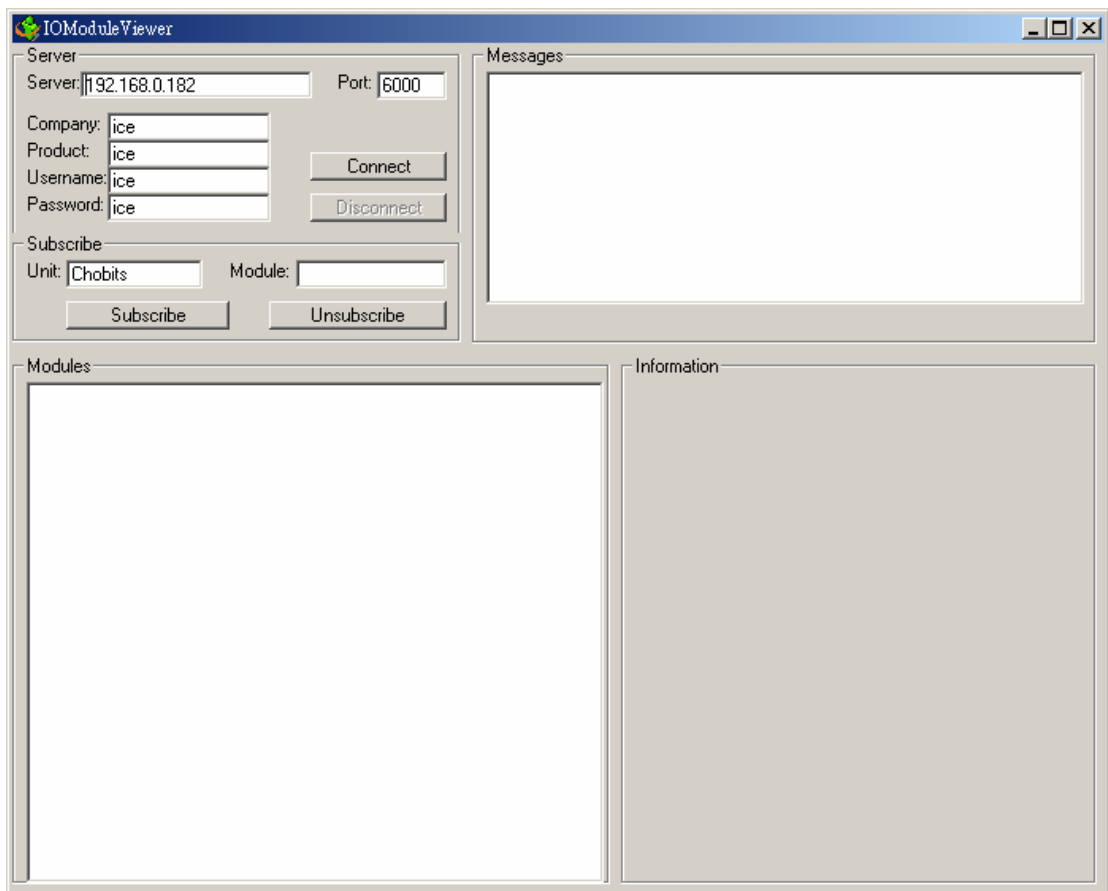 IOModuleViewer
Server
Server: 192.168.0.182 Port: 6000
Company: ice
Product: ice
Username: ice
Password: ice
Connect
Disconnect
Subscribe
Unit: Chobits Module:
Subscribe Unsubscribe
Messages
Modules
Information